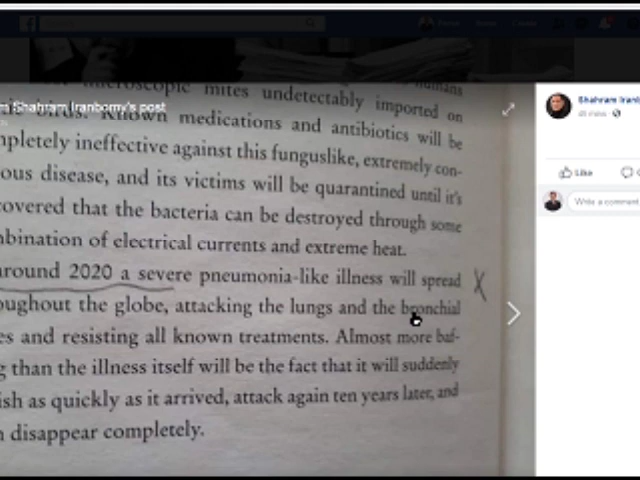 m Shahram Iranbomy's post
Shahram Iranb
Like
Write a comment
microscopic mites undetectably imported on
birds. Known medications and antibiotics will be
mpletely ineffective against this funguslike, extremely con-
ous disease, and its victims will be quarantined until it's
covered that the bacteria can be destroyed through some
mbination of electrical currents and extreme heat.
around 2020 a severe pneumonia-like illness will spread
oughout the globe, attacking the lungs and the bronchial
es and resisting all known treatments. Almost more baf-
g than the illness itself will be the fact that it will suddenly
ish as quickly as it arrived, attack again ten years later, and
n disappear completely.